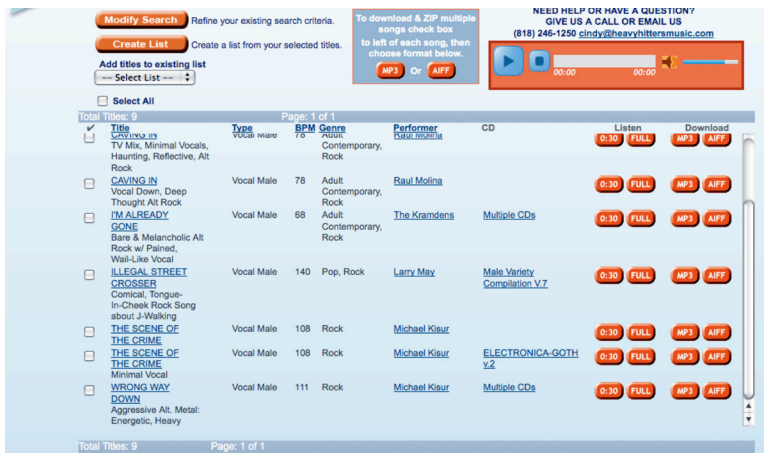 Modify Search Refine your existing search criteria.
Create List Create a list from your selected titles.
Add titles to existing list
-- Select List --
Select All
To download & ZIP multiple
songs check box
to left of each song, then
choose format below.
MP3 Or AIFF
NEED HELP OR HAVE A QUESTION?
GIVE US A CALL OR EMAIL US
(818) 246-1250 cindy@heavyhittersmusic.com
00:00 00:00
Total Titles: 9 Page: 1 of 1
Title Type BPM Genre Performer CD Listen Download
CAVING IN Vocal Male 78 Adult Raul Molina 0:30 FULL MP3 AIFF
TV Mix, Minimal Vocals, Contemporary,
Haunting, Reflective, Alt Rock
Rock
CAVING IN Vocal Male 78 Adult Raul Molina 0:30 FULL MP3 AIFF
Vocal Down, Deep Contemporary,
Thought Alt Rock Rock
I'M ALREADY Vocal Male 68 Adult The Kramdens Multiple CDs 0:30 FULL MP3 AIFF
GONE Contemporary,
Bare & Melancholic Alt Rock
Rock w/ Pained,
Wail-Like Vocal
ILLEGAL STREET Vocal Male 140 Pop, Rock Larry May Male Variety 0:30 FULL MP3 AIFF
CROSSER Compilation V.7
Comical, Tongue-
In-Cheek Rock Song
about J-Walking
THE SCENE OF Vocal Male 108 Rock Michael Kisur 0:30 FULL MP3 AIFF
THE CRIME
THE SCENE OF Vocal Male 108 Rock Michael Kisur ELECTRONICA-GOTH 0:30 FULL MP3 AIFF
THE CRIME v.2
Minimal Vocal
WRONG WAY Vocal Male 111 Rock Michael Kisur Multiple CDs 0:30 FULL MP3 AIFF
DOWN
Aggressive Alt. Metal:
Energetic, Heavy
Total Titles: 9 Page: 1 of 1